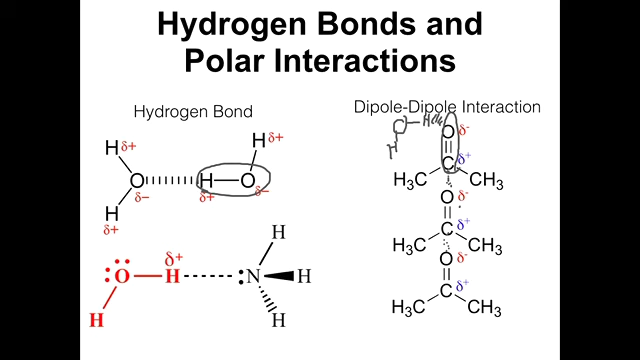 Hydrogen Bonds and
Polar Interactions
Hydrogen Bond
Dipole-Dipole Interaction
H δ+
H δ+
O δ−
H—O
δ+ δ−
H
δ+
O δ-
C δ+
H₃C CH₃
O δ-
C δ+
H₃C CH₃
O δ-
C δ+
H₃C CH₃
δ+
:O—H
:N H
H
H
H
O—H
H